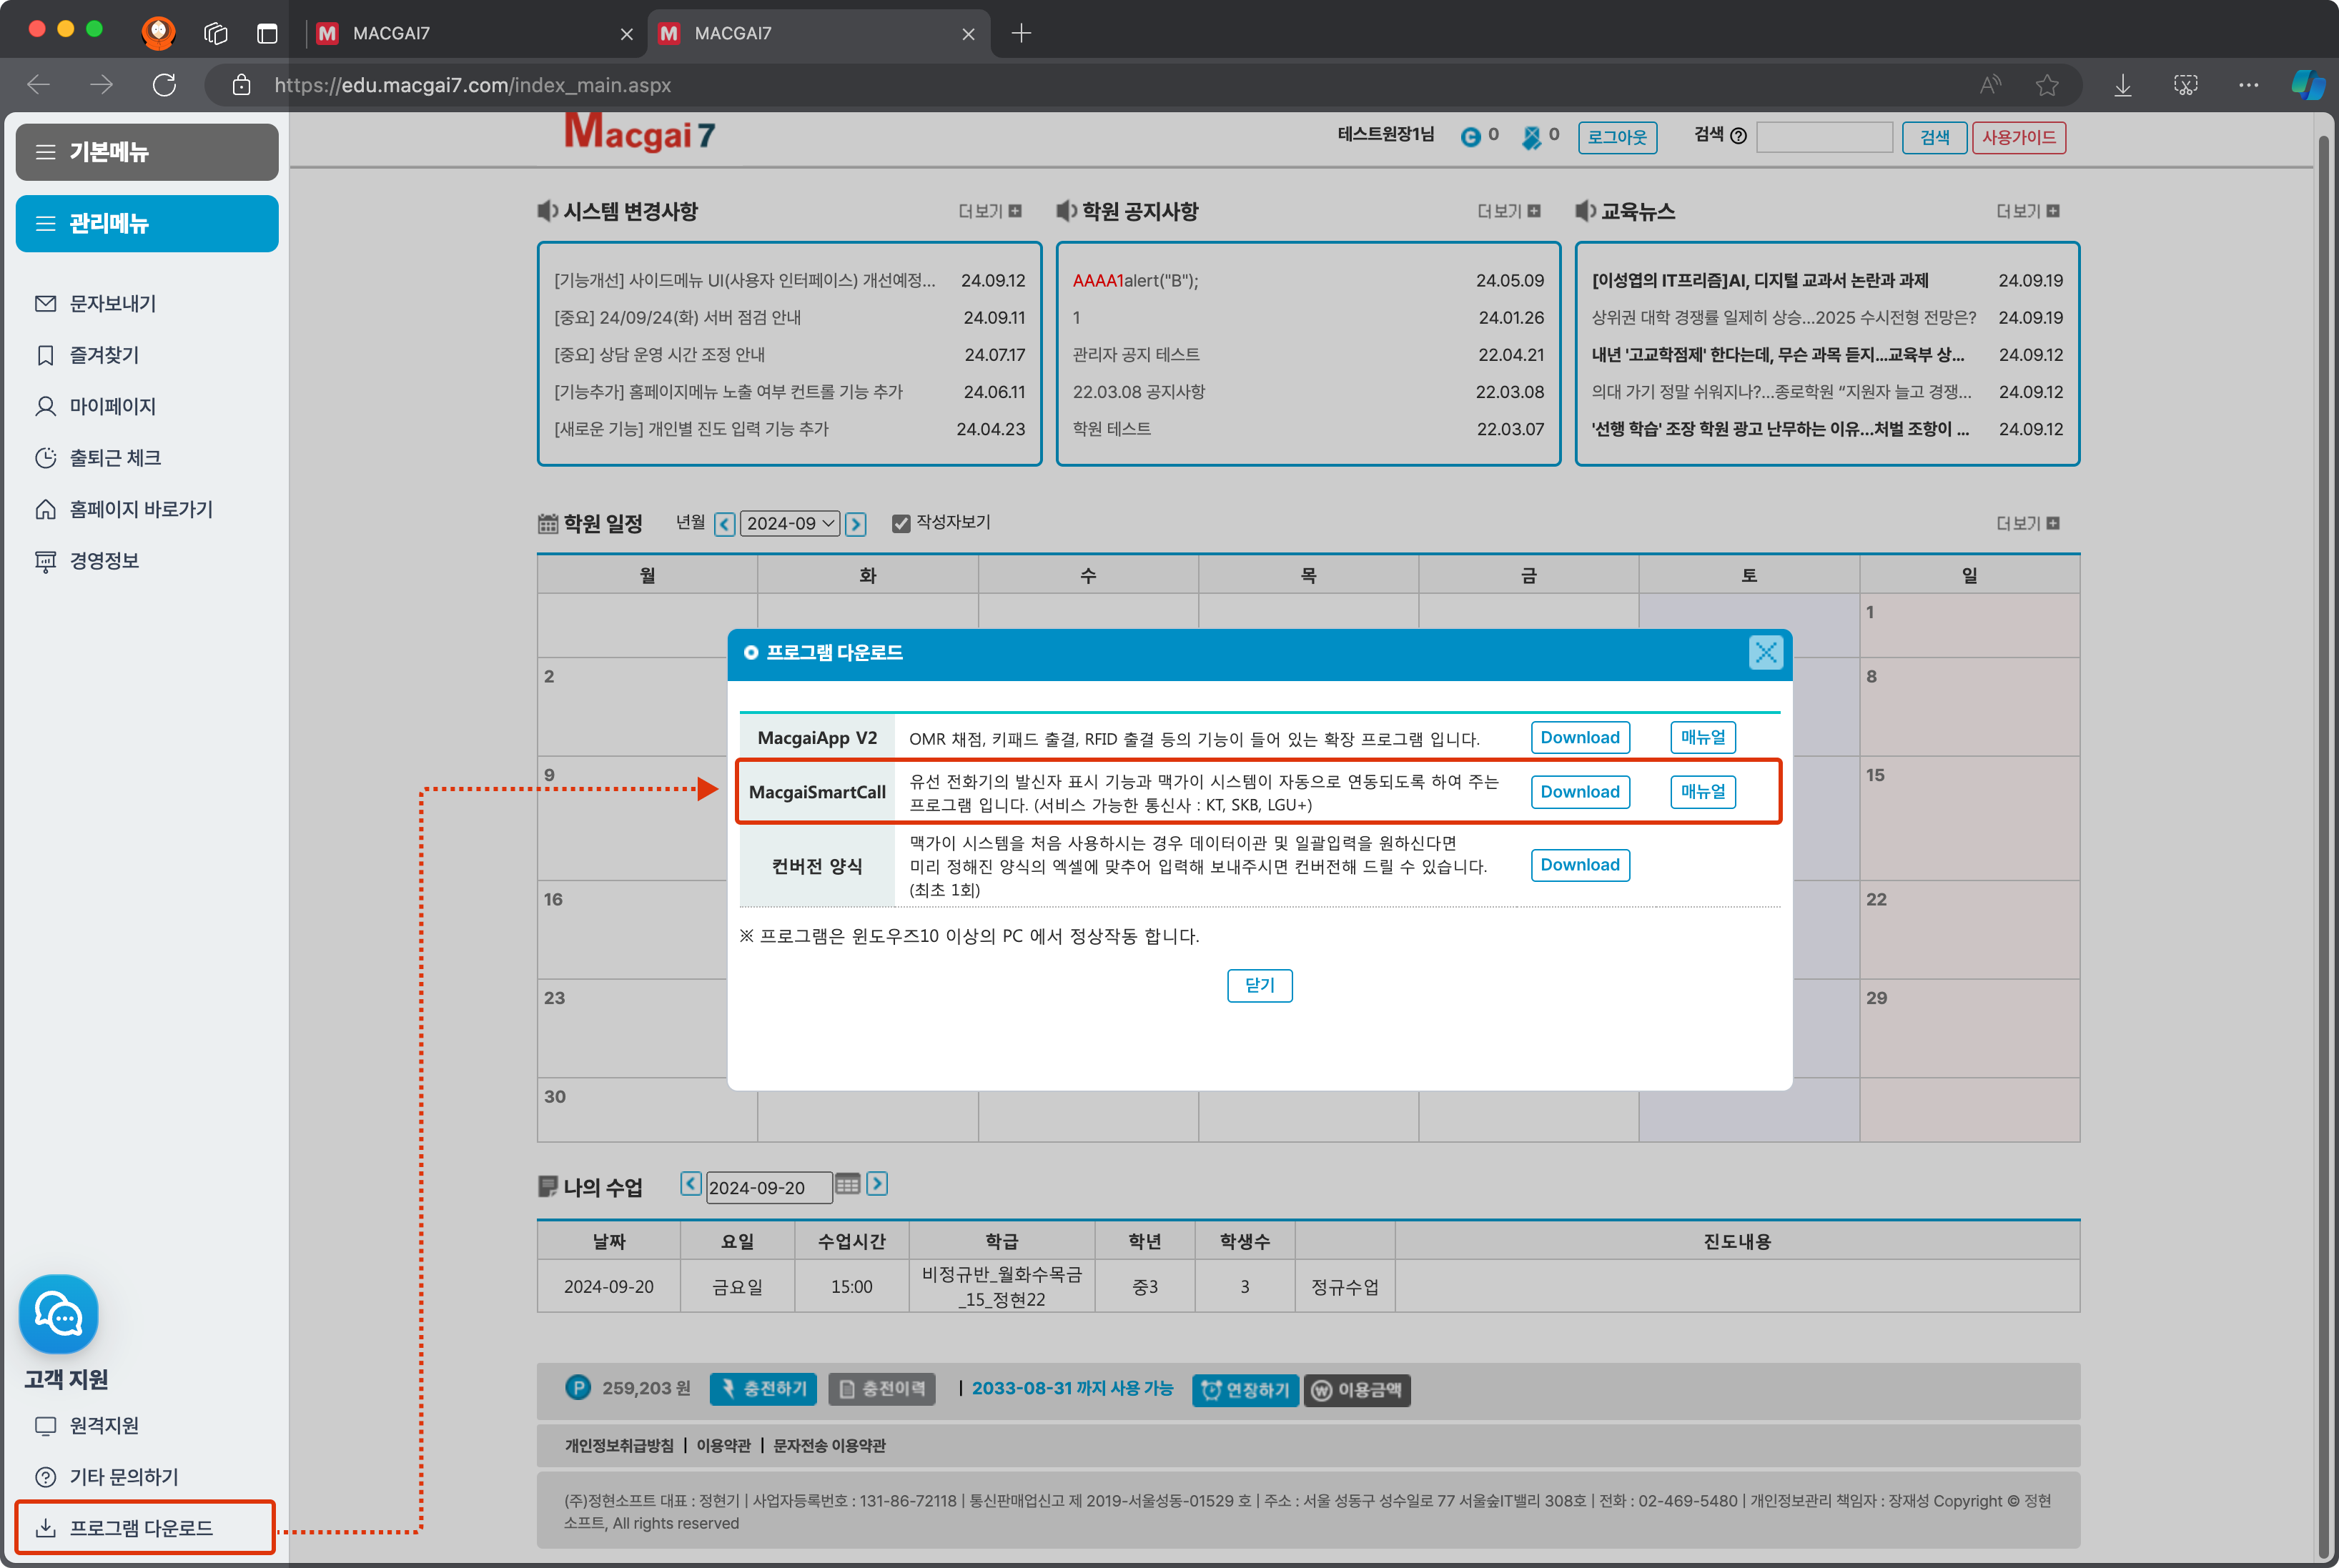 MACGAI7
MACGAI7
https://edu.macgai7.com/index_main.aspx
기본메뉴
관리메뉴
문자보내기
즐겨찾기
마이페이지
출퇴근 체크
홈페이지 바로가기
경영정보
고객 지원
원격지원
기타 문의하기
프로그램 다운로드
Macgai 7
테스트원장1님 0 0 로그아웃 검색 검색 사용가이드
시스템 변경사항 더보기
[기능개선] 사이드메뉴 UI(사용자 인터페이스) 개선예정... 24.09.12
[중요] 24/09/24(화) 서버 점검 안내 24.09.11
[중요] 상담 운영 시간 조정 안내 24.07.17
[기능추가] 홈페이지메뉴 노출 여부 컨트롤 기능 추가 24.06.11
[새로운 기능] 개인별 진도 입력 기능 추가 24.04.23
학원 공지사항 더보기
AAAA1alert("B"); 24.05.09
1 24.01.26
관리자 공지 테스트 22.04.21
22.03.08 공지사항 22.03.08
학원 테스트 22.03.07
교육뉴스 더보기
[이성엽의 IT프리즘]AI, 디지털 교과서 논란과 과제 24.09.19
상위권 대학 경쟁률 일제히 상승…2025 수시전형 전망은? 24.09.19
내년 '고교학점제' 한다는데, 무슨 과목 듣지…교육부 상... 24.09.12
의대 가기 정말 쉬워지나?…종로학원 “지원자 늘고 경쟁... 24.09.12
'선행 학습' 조장 학원 광고 난무하는 이유…처벌 조항이 ... 24.09.12
학원 일정 년월 2024-09 작성자보기 더보기
월 화 수 목 금 토 일
1
2 8
9 15
16 22
23 29
30
프로그램 다운로드
MacgaiApp V2 OMR 채점, 키패드 출결, RFID 출결 등의 기능이 들어 있는 확장 프로그램 입니다. Download 매뉴얼
MacgaiSmartCall 유선 전화기의 발신자 표시 기능과 맥가이 시스템이 자동으로 연동되도록 하여 주는
프로그램 입니다. (서비스 가능한 통신사 : KT, SKB, LGU+) Download 매뉴얼
컨버전 양식 맥가이 시스템을 처음 사용하시는 경우 데이터이관 및 일괄입력을 원하신다면
미리 정해진 양식의 엑셀에 맞추어 입력해 보내주시면 컨버전해 드릴 수 있습니다.
(최초 1회) Download
※ 프로그램은 윈도우즈10 이상의 PC 에서 정상작동 합니다.
닫기
나의 수업 2024-09-20
날짜 요일 수업시간 학급 학년 학생수 진도내용
2024-09-20 금요일 15:00 비정규반_월화수목금
_15_정현22 중3 3 정규수업
P 259,203 원 충전하기 충전이력 | 2033-08-31 까지 사용 가능 연장하기 이용금액
개인정보취급방침 | 이용약관 | 문자전송 이용약관
(주)정현소프트 대표 : 정현기 | 사업자등록번호 : 131-86-72118 | 통신판매업신고 제 2019-서울성동-01529 호 | 주소 : 서울 성동구 성수일로 77 서울숲IT밸리 308호 | 전화 : 02-469-5480 | 개인정보관리 책임자 : 장재성 Copyright © 정현
소프트, All rights reserved